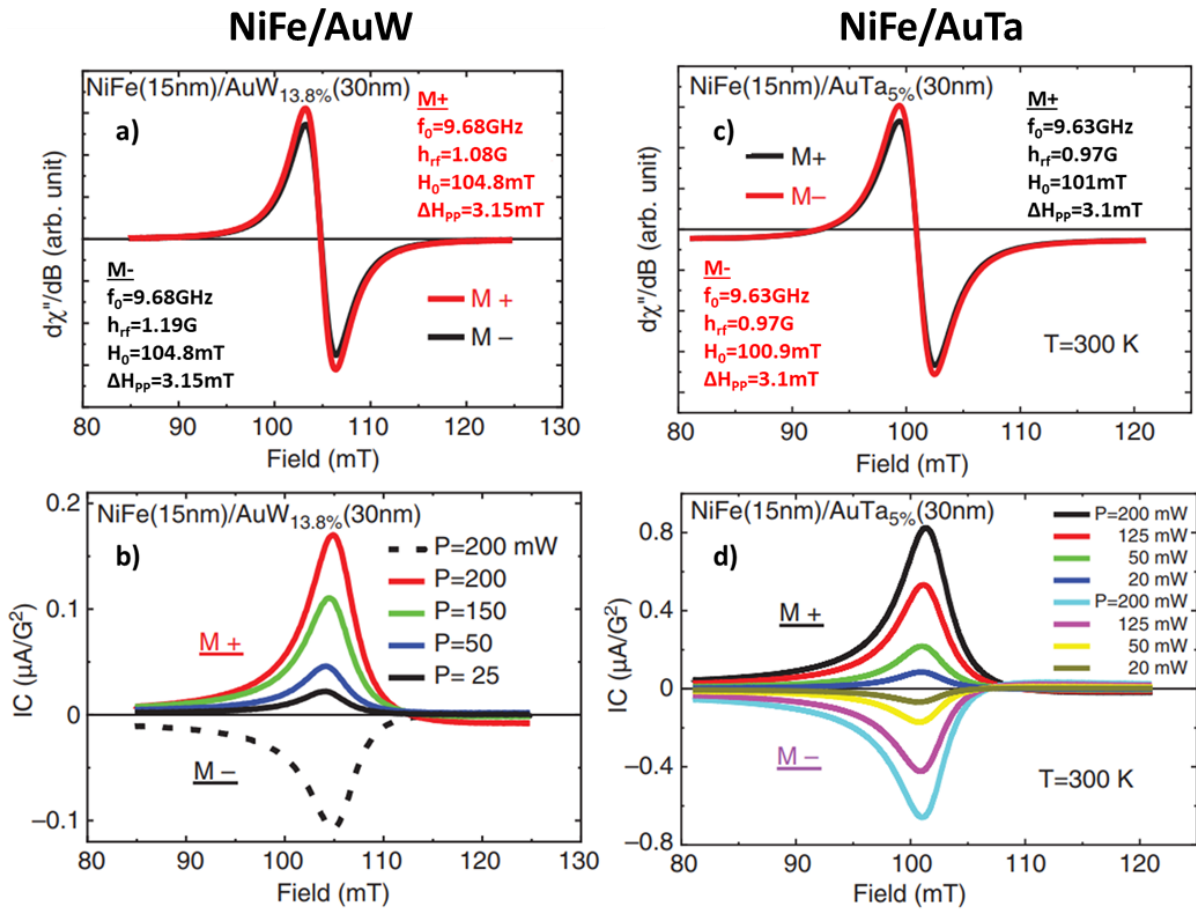 NiFe/AuW
NiFe/AuTa
NiFe(15nm)/AuW13.8%(30nm)
a)
M+
f0=9.68GHz
hrf=1.08G
H0=104.8mT
ΔHPP=3.15mT
M-
f0=9.68GHz
hrf=1.19G
H0=104.8mT
ΔHPP=3.15mT
M +
M –
dχ"/dB (arb. unit)
80 90 100 110 120 130
Field (mT)
NiFe(15nm)/AuTa5%(30nm)
c)
M+
M–
M+
f0=9.63GHz
hrf=0.97G
H0=101mT
ΔHPP=3.1mT
M-
f0=9.63GHz
hrf=0.97G
H0=100.9mT
ΔHPP=3.1mT
T=300 K
dχ"/dB (arb. unit)
80 90 100 110 120
Field (mT)
NiFe(15nm)/AuW13.8%(30nm)
b)
P=200 mW
P=200
P=150
P=50
P= 25
M +
M –
IC (µA/G2)
0.2
0.1
0
–0.1
80 90 100 110 120 130
Field (mT)
NiFe(15nm)/AuTa5%(30nm)
d)
P=200 mW
125 mW
50 mW
20 mW
P=200 mW
125 mW
50 mW
20 mW
M +
M –
T=300 K
IC (µA/G2)
0.8
0.4
0
–0.4
–0.8
80 90 100 110 120
Field (mT)